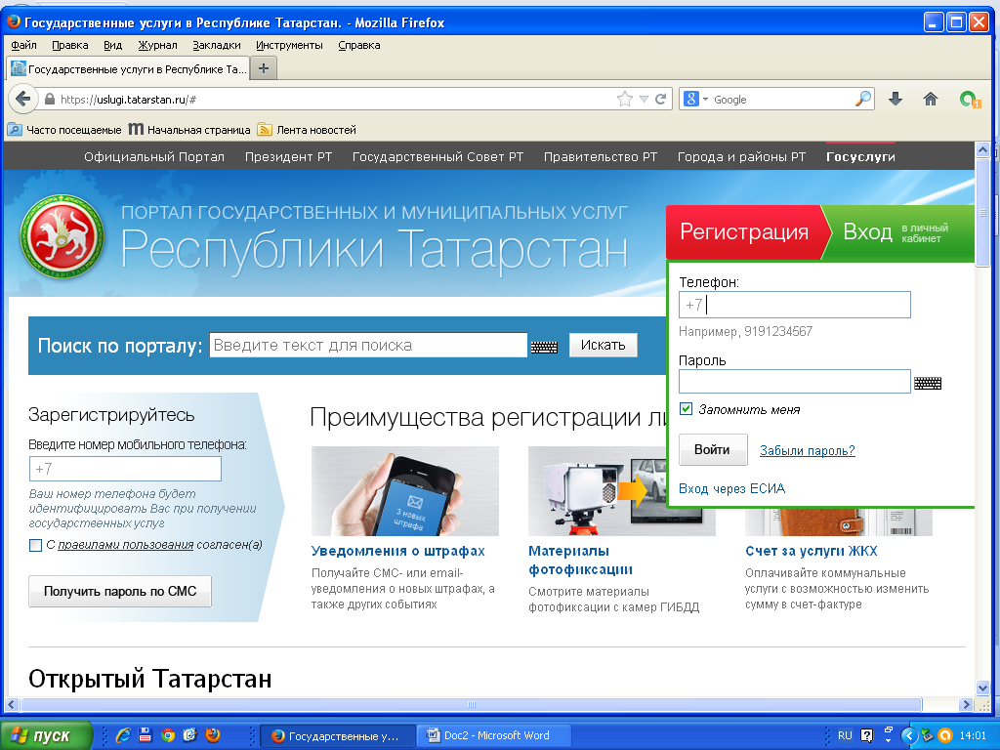 Государственные услуги в Республике Татарстан. - Mozilla Firefox
Файл Правка Вид Журнал Закладки Инструменты Справка
Государственные услуги в Республике Та...
https://uslugi.tatarstan.ru/#
Google
Часто посещаемые Начальная страница Лента новостей
Официальный Портал Президент РТ Государственный Совет РТ Правительство РТ Города и районы РТ Госуслуги
ПОРТАЛ ГОСУДАРСТВЕННЫХ И МУНИЦИПАЛЬНЫХ УСЛУГ
Республики Татарстан
Регистрация
Вход
в личный
кабинет
Телефон:
+7
Например, 9191234567
Пароль
Запомнить меня
Войти
Забыли пароль?
Вход через ЕСИА
Поиск по порталу:
Введите текст для поиска
Искать
Зарегистрируйтесь
Введите номер мобильного телефона:
+7
Ваш номер телефона будет
идентифицировать Вас при получении
государственных услуг
С правилами пользования согласен(а)
Получить пароль по СМС
Преимущества регистрации ли
3 новых
штрафа
Уведомления о штрафах
Получайте СМС- или email-
уведомления о новых штрафах, а
также других событиях
Материалы
фотофиксации
Смотрите материалы
фотофиксации с камер ГИБДД
Счет за услуги ЖКХ
Оплачивайте коммунальные
услуги с возможностью изменить
сумму в счет-фактуре
Открытый Татарстан
пуск
Государственные у...
Doc2 - Microsoft Word
RU
14:01